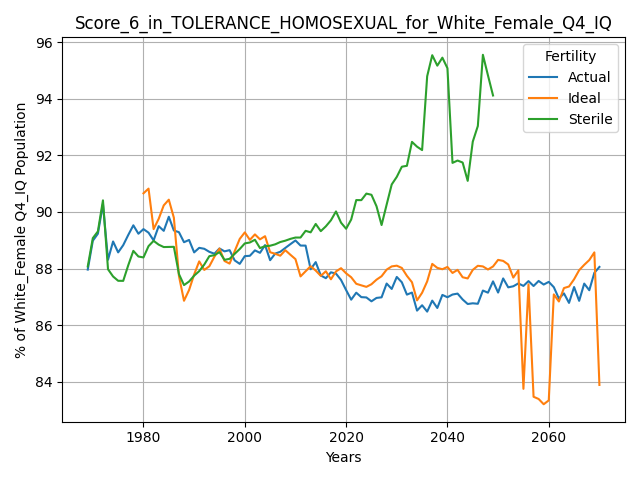 Score_6_in_TOLERANCE_HOMOSEXUAL_for_White_Female_Q4_IQ
96
94
92
90
88
86
84
% of White_Female Q4_IQ Population
Fertility
Actual
Ideal
Sterile
1980
2000
2020
2040
2060
Years